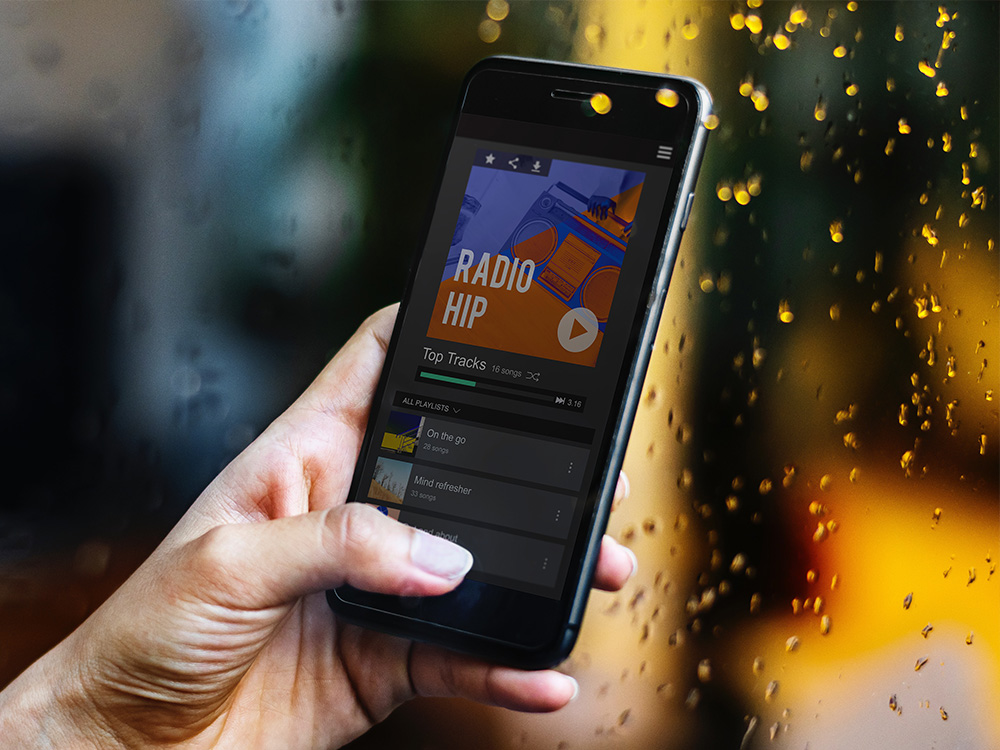 RADIO
HIP
Top Tracks 16 songs
3.16
ALL PLAYLISTS
On the go
28 songs
Mind refresher
33 songs
about